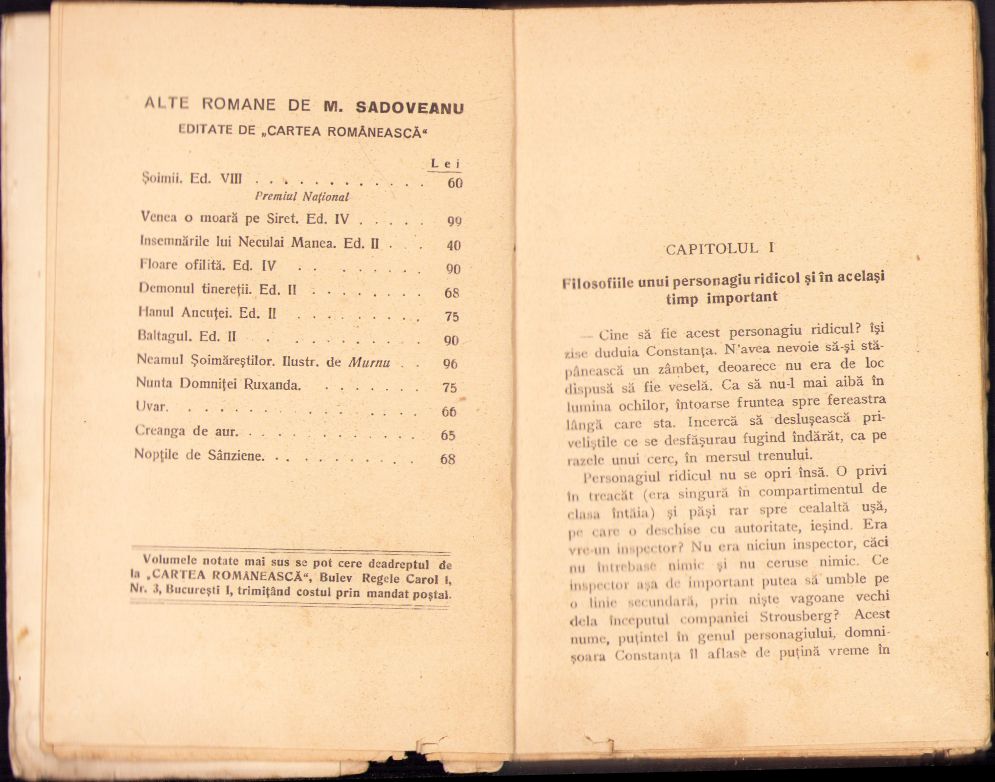 ALTE ROMANE DE M. SADOVEANU
EDITATE DE „CARTEA ROMÂNEASCĂ“
Lei
Șoimii. Ed. VIII . . . . . . . . . . . . 60
Premiul Național
Venea o moară pe Siret. Ed. IV . . . . . 99
Insemnările lui Neculai Manea. Ed. II . . . 40
Floare ofilită. Ed. IV . . . . . . . . 90
Demonul tinereții. Ed. II . . . . . . . . 68
Hanul Ancuței. Ed. II . . . . . . . . . 75
Baltagul. Ed. II . . . . . . . . . 90
Neamul Șoimăreștilor. Ilustr. de Murnu . . 96
Nunta Domniței Ruxanda. . . . . . . . 75
Uvar. . . . . . . . . . . . . . 66
Creanga de aur. . . . . . . . . . . 65
Nopțile de Sânziene. . . . . . . . . . 68
Volumele notate mai sus se pot cere deadreptul de
la „CARTEA ROMANEASCĂ“, Bulev Regele Carol I,
Nr. 3, București I, trimițând costul prin mandat poștal.
CAPITOLUL I
Filosofiile unui personagiu ridicol și în același
timp important
— Cine să fie acest personagiu ridicul? își
zise duduia Constanța. N'avea nevoie să-și stă-
pânească un zâmbet, deoarece nu era de loc
dispusă să fie veselă. Ca să nu-l mai aibă în
lumina ochilor, întoarse fruntea spre fereastra
lângă care sta. Incercă să deslușească pri-
veliștile ce se desfășurau fugind îndărăt, ca pe
razele unui cerc, în mersul trenului.
Personagiul ridicul nu se opri însă. O privi
în treacăt (era singură în compartimentul de
clasa întâia) și păși rar spre cealaltă ușă,
pe care o deschise cu autoritate, ieșind. Era
vre-un inspector? Nu era niciun inspector, căci
nu întrebase nimic și nu ceruse nimic. Ce
inspector așa de important putea să umble pe
o linie secundară, prin niște vagoane vechi
dela începutul companiei Strousberg? Acest
nume, puțintel în genul personagiului, domni-
șoara Constanța îl aflase de puțină vreme în